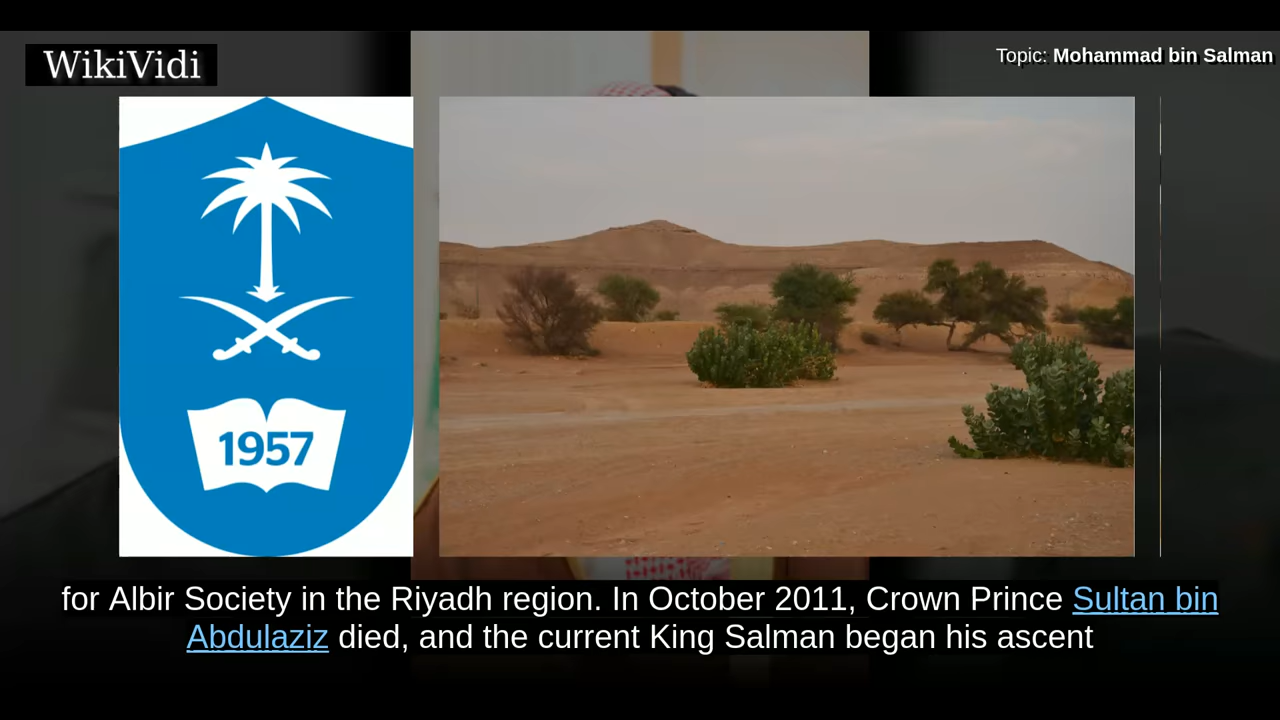 WikiVidi
Topic: Mohammad bin Salman
1957
for Albir Society in the Riyadh region. In October 2011, Crown Prince Sultan bin
Abdulaziz died, and the current King Salman began his ascent